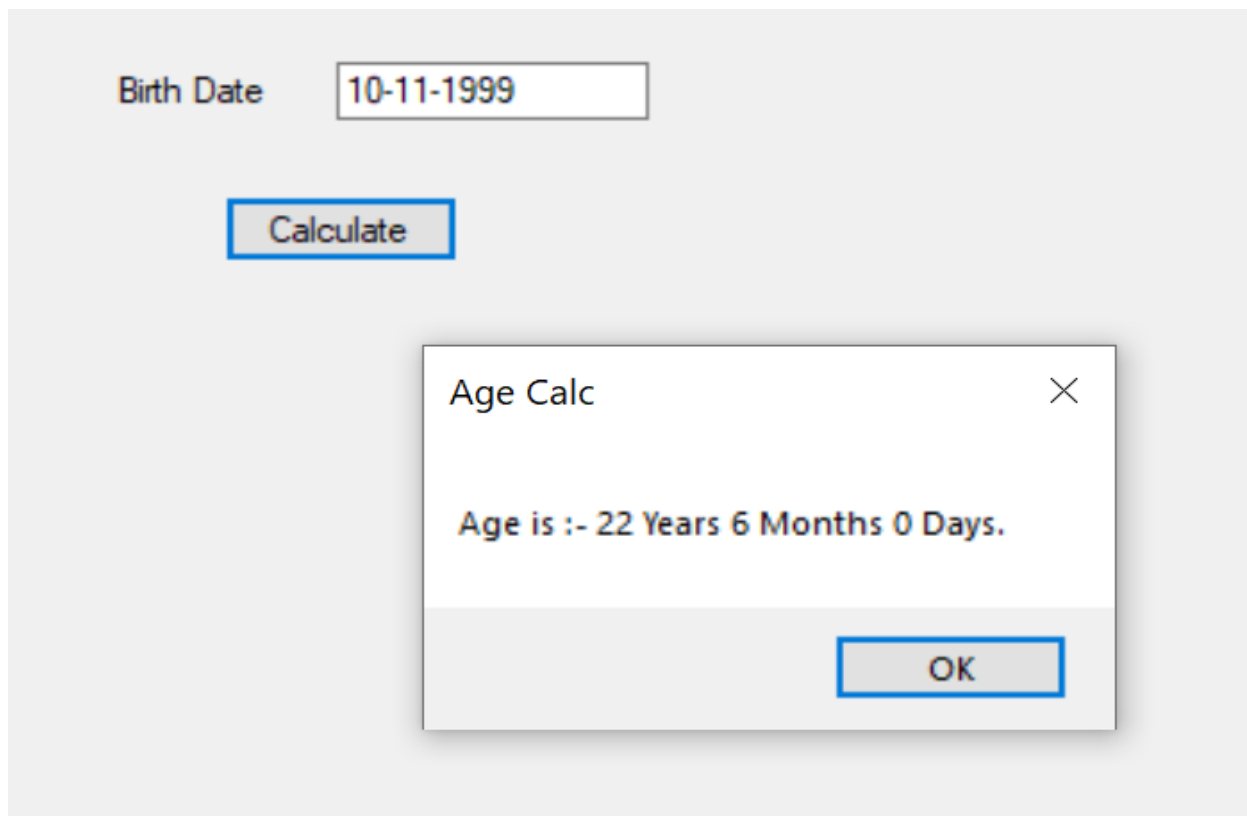 Birth Date 10-11-1999
Calculate
Age Calc
Age is :- 22 Years 6 Months 0 Days.
OK